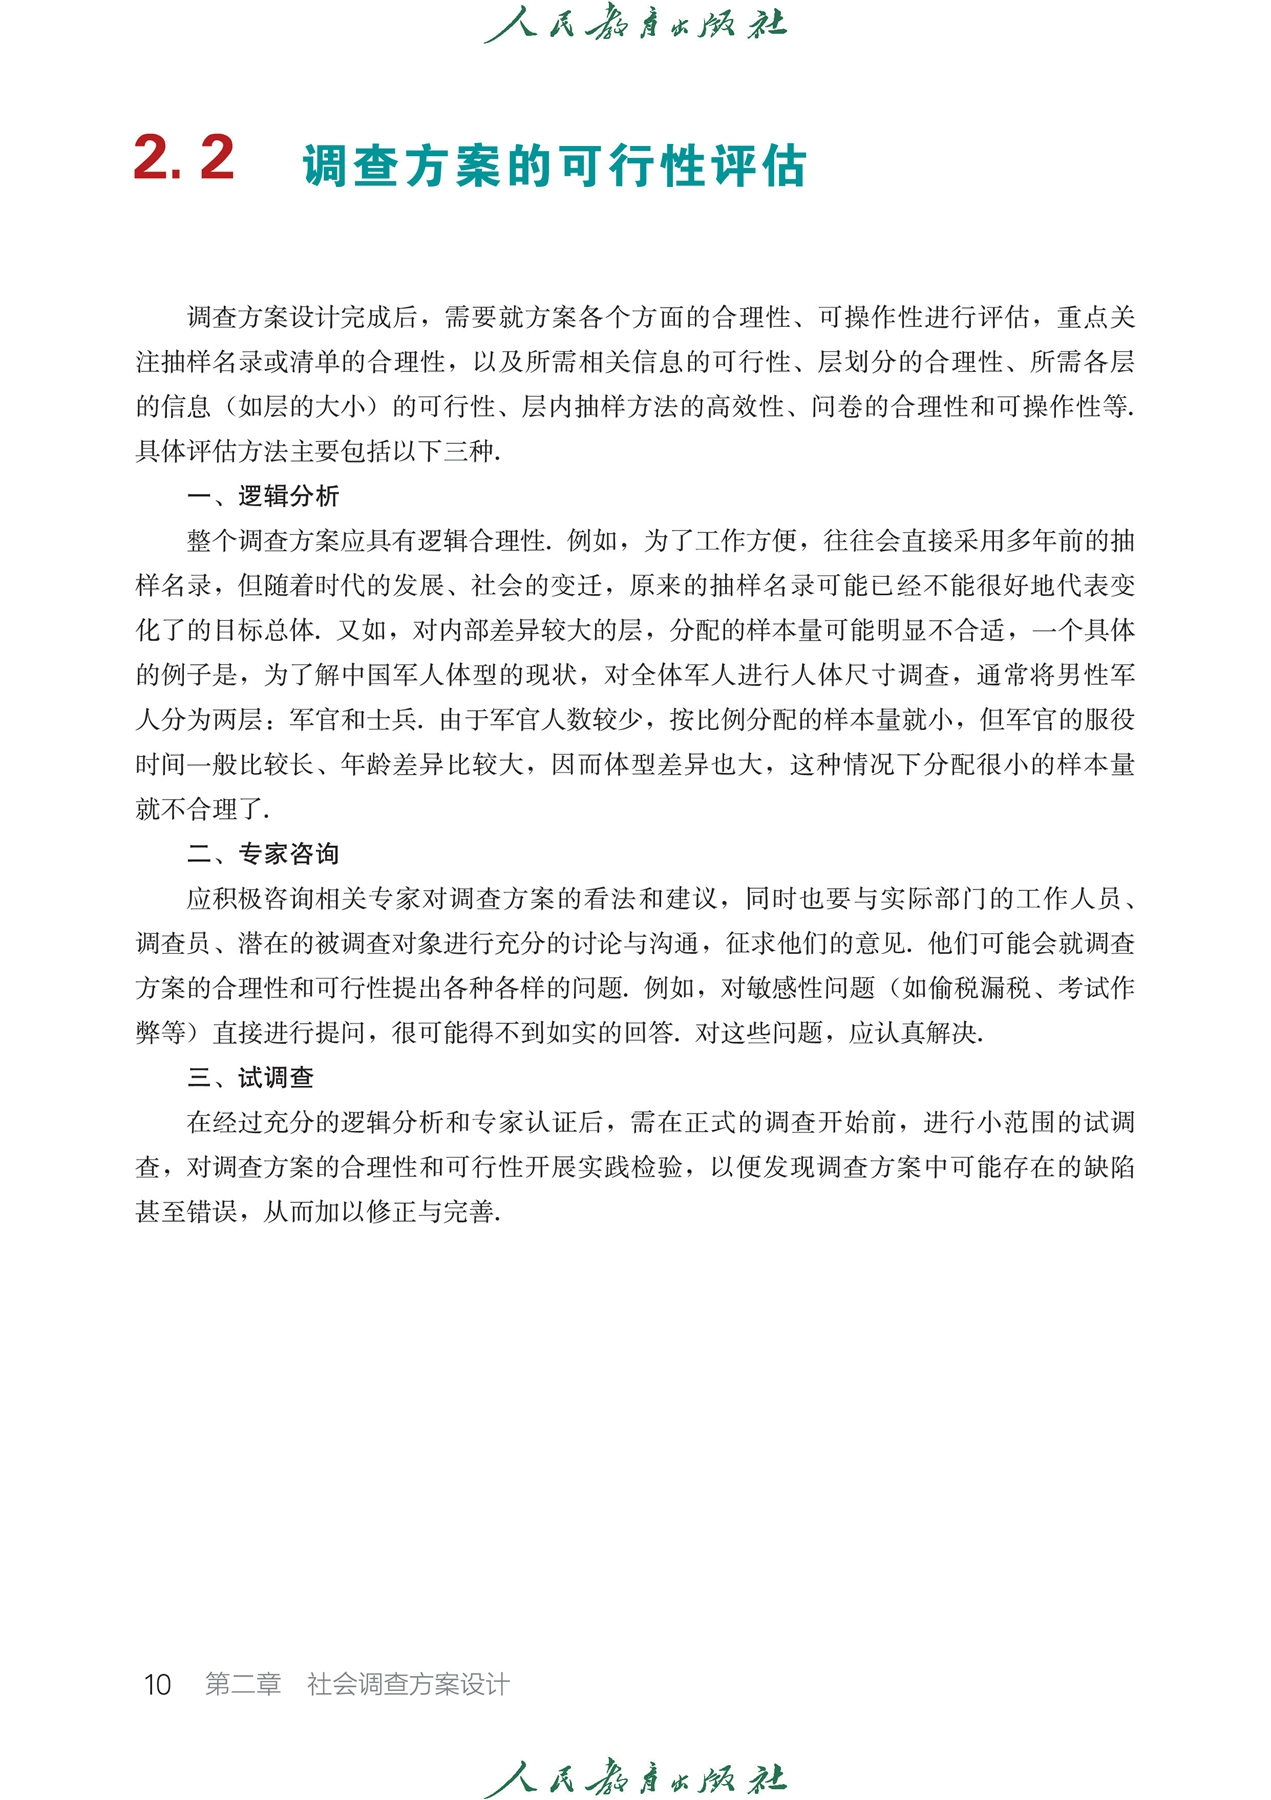 人民教育出版社
2.2 调查方案的可行性评估
调查方案设计完成后，需要就方案各个方面的合理性、可操作性进行评估，重点关
注抽样名录或清单的合理性，以及所需相关信息的可行性、层划分的合理性、所需各层
的信息（如层的大小）的可行性、层内抽样方法的高效性、问卷的合理性和可操作性等.
具体评估方法主要包括以下三种.
一、逻辑分析
整个调查方案应具有逻辑合理性. 例如，为了工作方便，往往会直接采用多年前的抽
样名录，但随着时代的发展、社会的变迁，原来的抽样名录可能已经不能很好地代表变
化了的目标总体. 又如，对内部差异较大的层，分配的样本量可能明显不合适，一个具体
的例子是，为了解中国军人体型的现状，对全体军人进行人体尺寸调查，通常将男性军
人分为两层：军官和士兵. 由于军官人数较少，按比例分配的样本量就小，但军官的服役
时间一般比较长、年龄差异比较大，因而体型差异也大，这种情况下分配很小的样本量
就不合理了.
二、专家咨询
应积极咨询相关专家对调查方案的看法和建议，同时也要与实际部门的工作人员、
调查员、潜在的被调查对象进行充分的讨论与沟通，征求他们的意见. 他们可能会就调查
方案的合理性和可行性提出各种各样的问题. 例如，对敏感性问题（如偷税漏税、考试作
弊等）直接进行提问，很可能得不到如实的回答. 对这些问题，应认真解决.
三、试调查
在经过充分的逻辑分析和专家认证后，需在正式的调查开始前，进行小范围的试调
查，对调查方案的合理性和可行性开展实践检验，以便发现调查方案中可能存在的缺陷
甚至错误，从而加以修正与完善.
10 第二章 社会调查方案设计
人民教育出版社